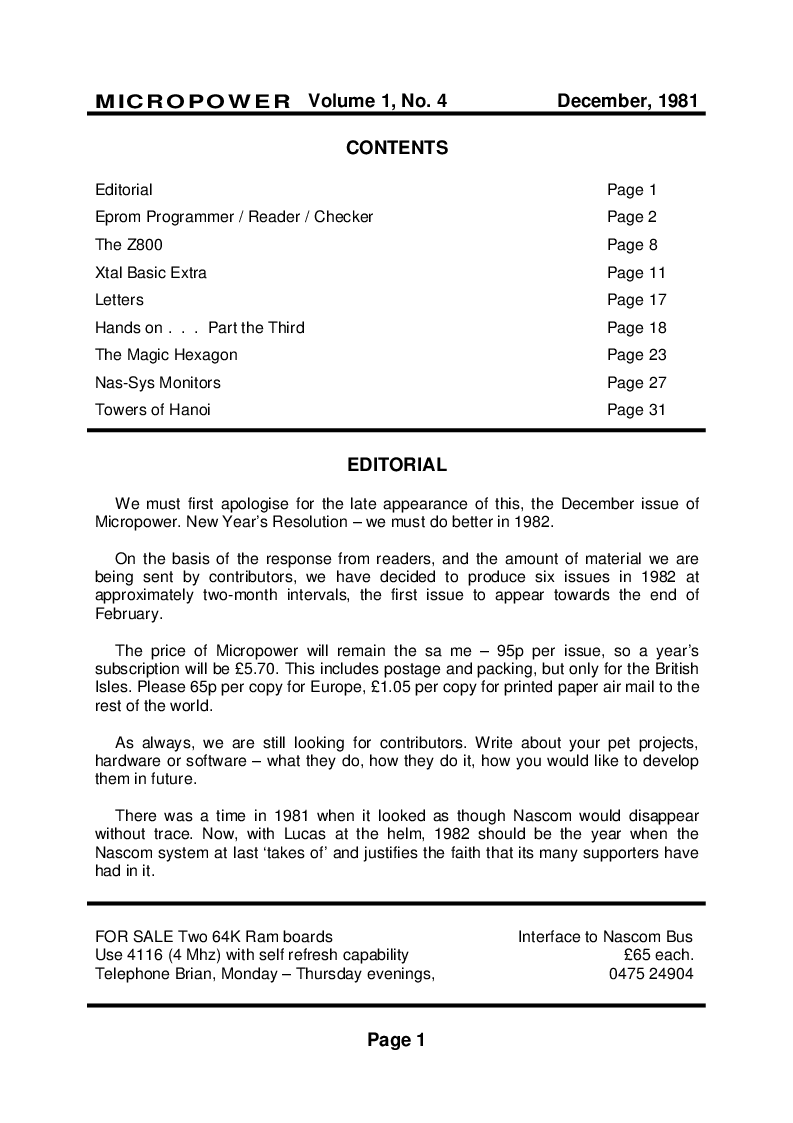 MICROPOWER Volume 1, No. 4 December, 1981
CONTENTS
Editorial Page 1
Eprom Programmer / Reader / Checker Page 2
The Z800 Page 8
Xtal Basic Extra Page 11
Letters Page 17
Hands on . . . Part the Third Page 18
The Magic Hexagon Page 23
Nas-Sys Monitors Page 27
Towers of Hanoi Page 31
EDITORIAL
We must first apologise for the late appearance of this, the December issue of
Micropower. New Year's Resolution – we must do better in 1982.
On the basis of the response from readers, and the amount of material we are
being sent by contributors, we have decided to produce six issues in 1982 at
approximately two-month intervals, the first issue to appear towards the end of
February.
The price of Micropower will remain the sa me – 95p per issue, so a year's
subscription will be £5.70. This includes postage and packing, but only for the British
Isles. Please 65p per copy for Europe, £1.05 per copy for printed paper air mail to the
rest of the world.
As always, we are still looking for contributors. Write about your pet projects,
hardware or software – what they do, how they do it, how you would like to develop
them in future.
There was a time in 1981 when it looked as though Nascom would disappear
without trace. Now, with Lucas at the helm, 1982 should be the year when the
Nascom system at last 'takes of' and justifies the faith that its many supporters have
had in it.
FOR SALE Two 64K Ram boards Interface to Nascom Bus
Use 4116 (4 Mhz) with self refresh capability £65 each.
Telephone Brian, Monday – Thursday evenings, 0475 24904
Page 1